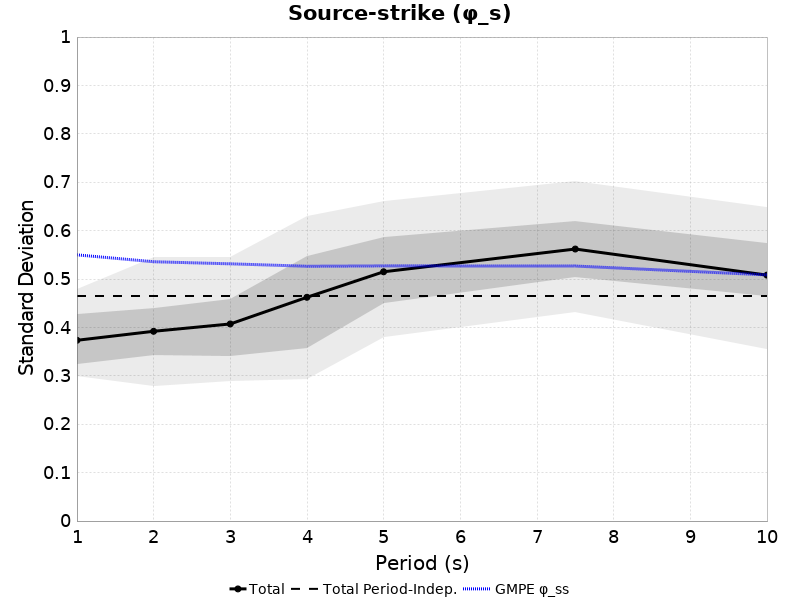 Source-strike (φ_s)
Standard Deviation
1
0.9
0.8
0.7
0.6
0.5
0.4
0.3
0.2
0.1
0
1 2 3 4 5 6 7 8 9 10
Period (s)
Total Total Period-Indep. GMPE φ_ss